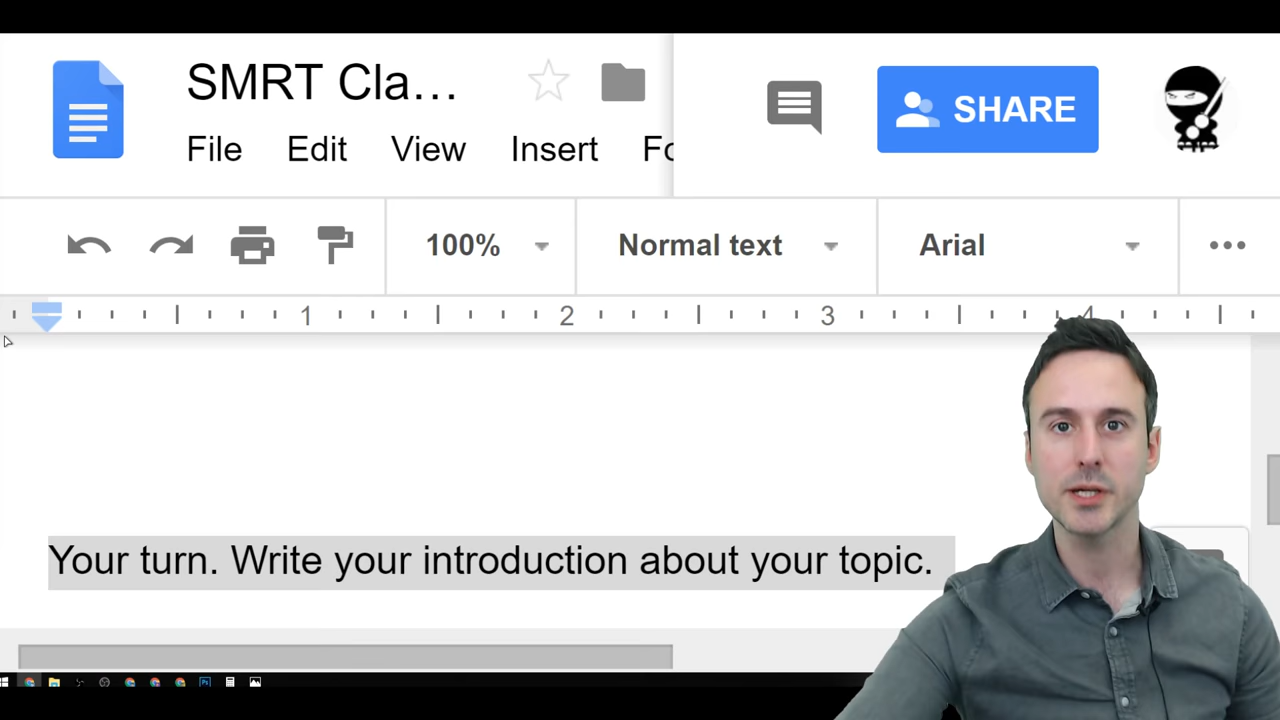 SMRT Cla...
SHARE
File Edit View Insert Fo
100% Normal text Arial
1 2 3 4
Your turn. Write your introduction about your topic.